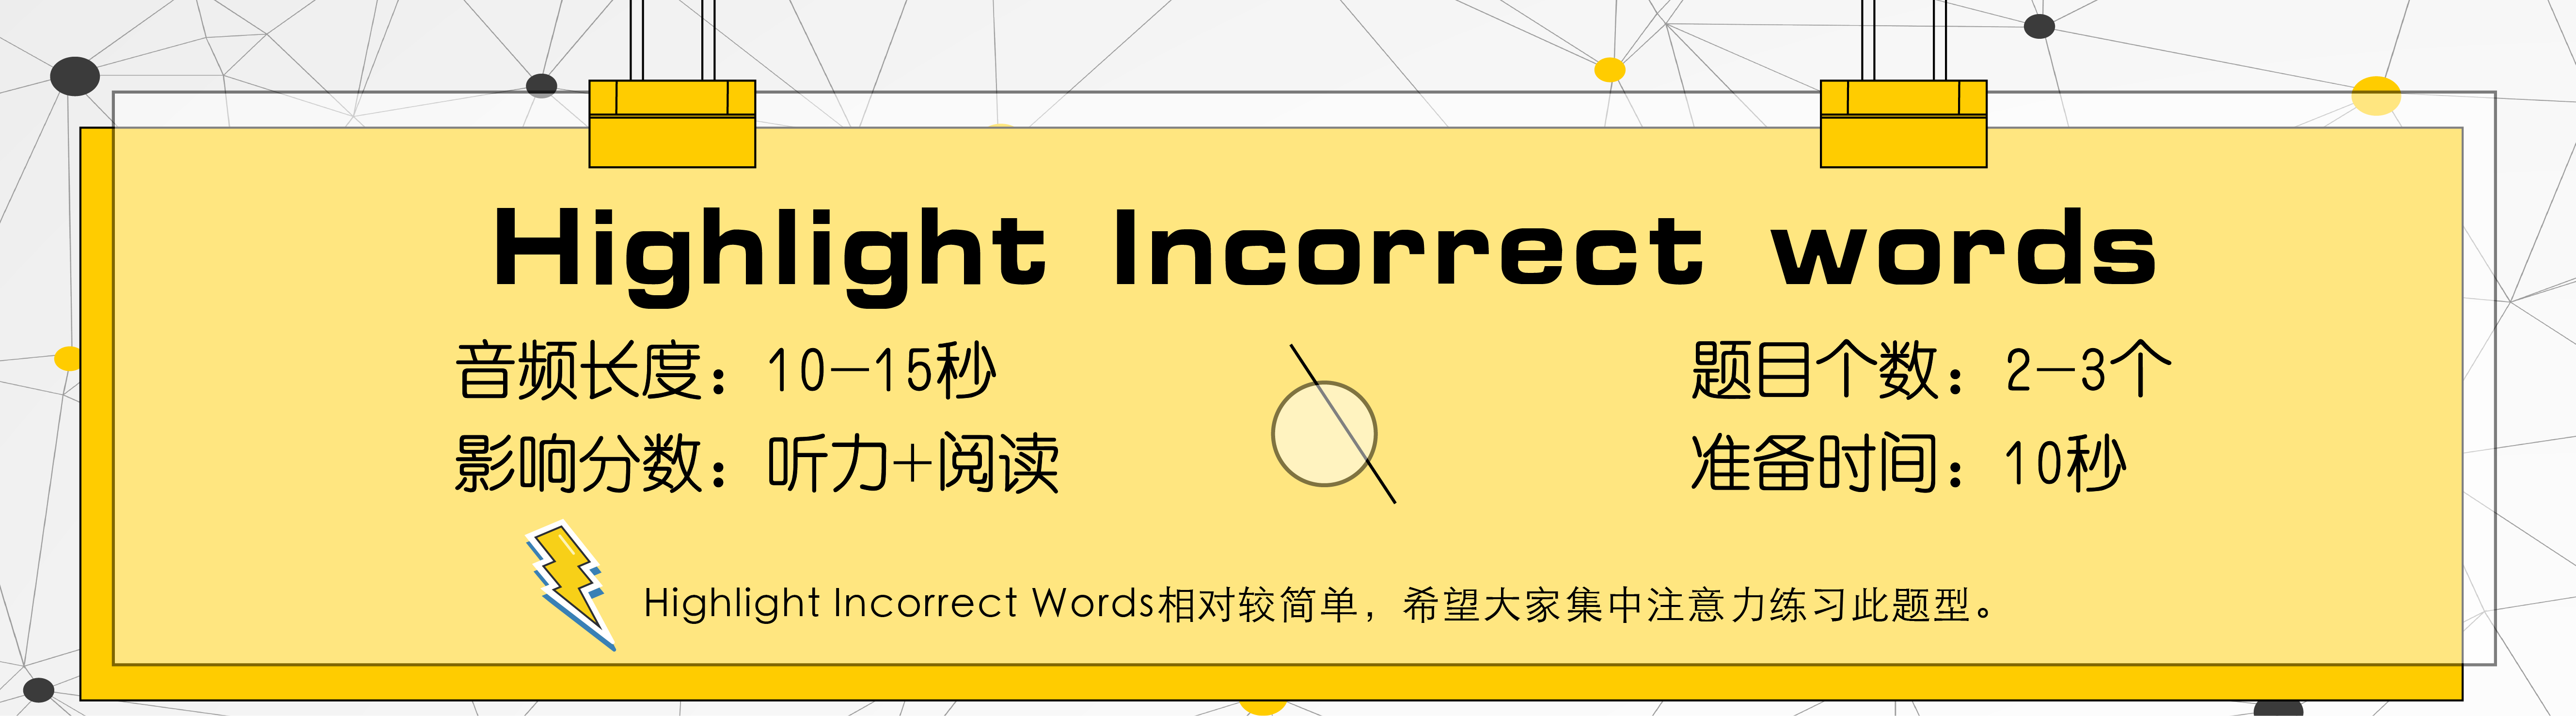 Highlight Incorrect words
音频长度：10—15秒 题目个数：2—3个
影响分数：听力+阅读 准备时间：10秒
Highlight Incorrect Words相对较简单，希望大家集中注意力练习此题型。